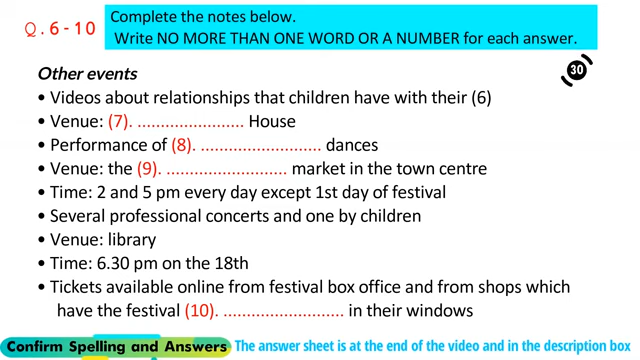 Q.6-10
Complete the notes below.
Write NO MORE THAN ONE WORD OR A NUMBER for each answer.
30
Other events
• Videos about relationships that children have with their (6)
• Venue: (7). ....................... House
• Performance of (8). ......................... dances
• Venue: the (9). ......................... market in the town centre
• Time: 2 and 5 pm every day except 1st day of festival
• Several professional concerts and one by children
• Venue: library
• Time: 6.30 pm on the 18th
• Tickets available online from festival box office and from shops which
have the festival (10). ......................... in their windows
Confirm Spelling and Answers The answer sheet is at the end of the video and in the description box